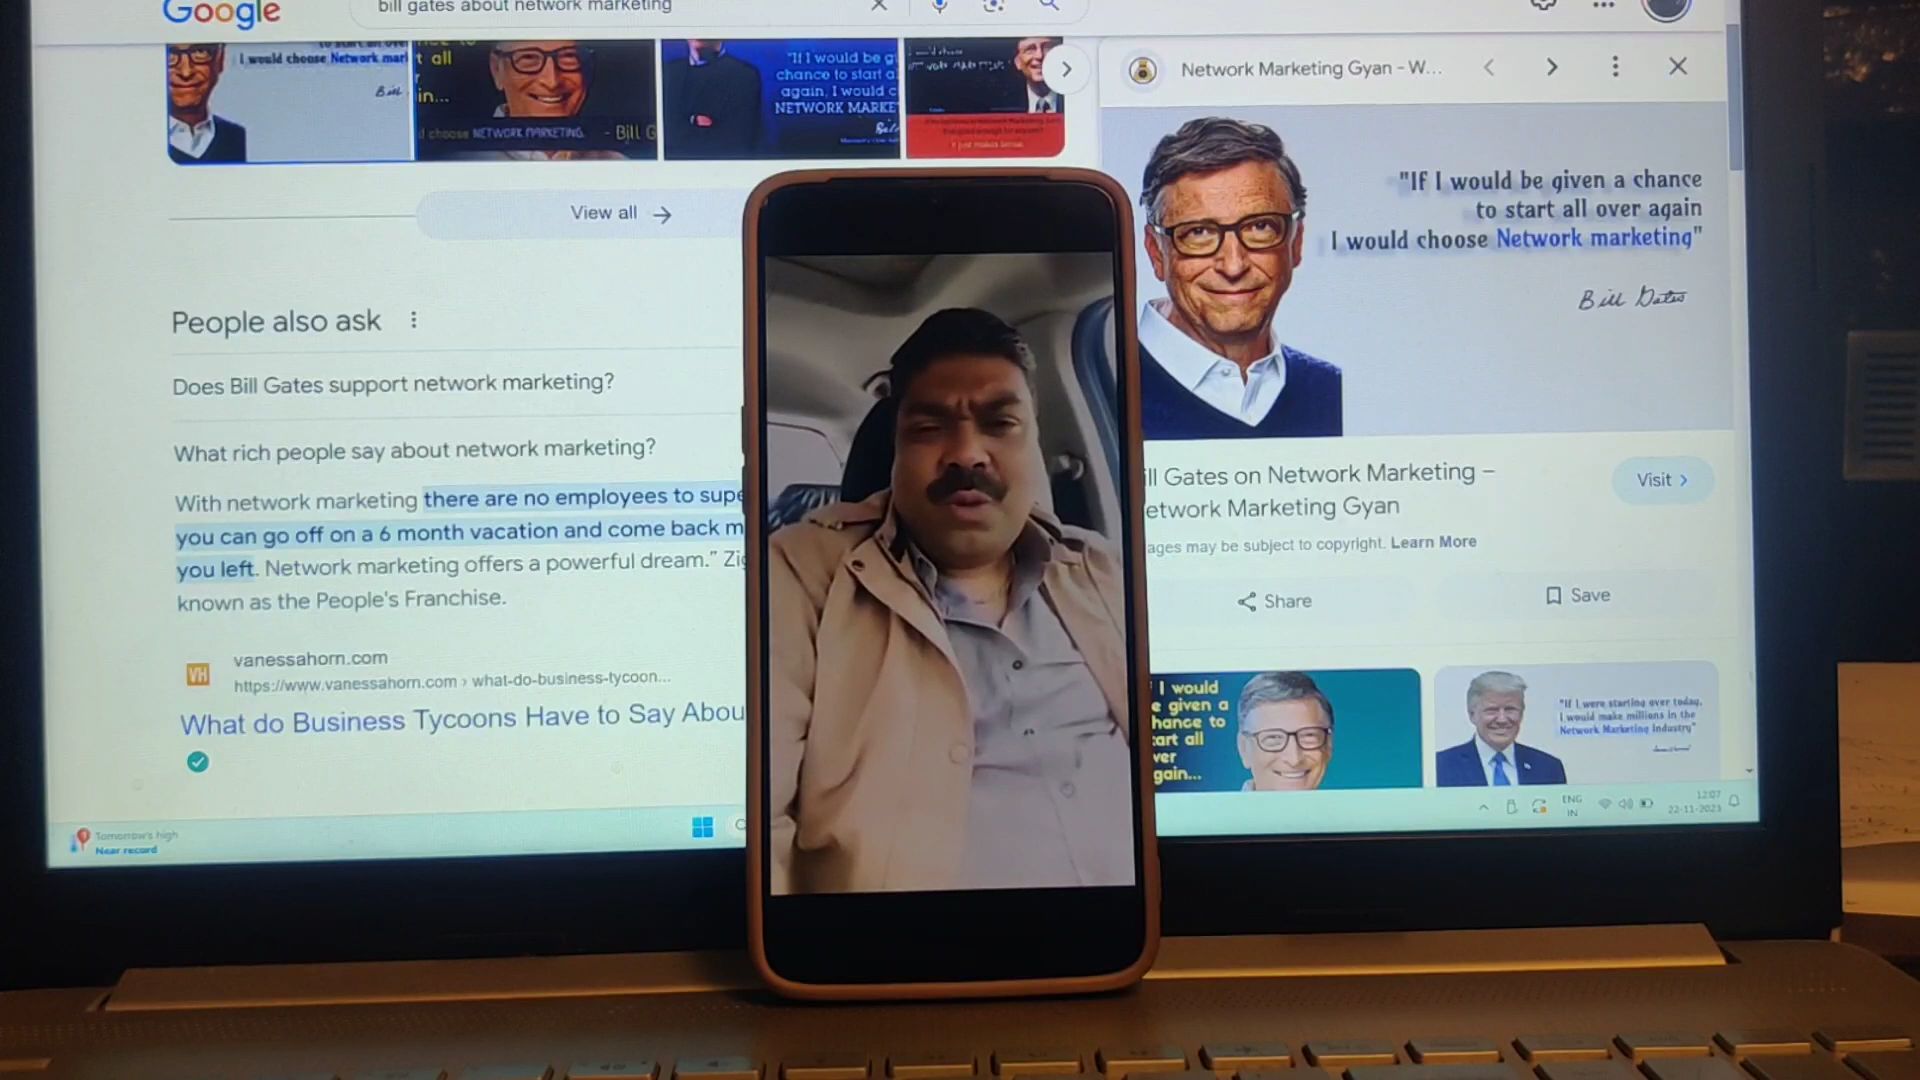 Google
bill gates about network marketing
I would choose Network mar
t all
in...
choose NETWORK MARKETING. - Bill G
"If I would be g
chance to start a
again, I would c
NETWORK MARKE
View all
People also ask
Does Bill Gates support network marketing?
What rich people say about network marketing?
With network marketing there are no employees to supe
you can go off on a 6 month vacation and come back m
you left. Network marketing offers a powerful dream." Zig
known as the People's Franchise.
VH
vanessahorn.com
https://www.vanessahorn.com › what-do-business-tycoon...
What do Business Tycoons Have to Say Abou
Network Marketing Gyan - W...
"If I would be given a chance
to start all over again
I would choose Network marketing"
Bill Gates
ill Gates on Network Marketing –
etwork Marketing Gyan
Visit
ages may be subject to copyright. Learn More
Share
Save
I would
e given a
hance to
tart all
ver
gain...
"If I were starting over today,
I would make millions in the
Network Marketing Industry"
Tomorrow's high
Near record
ENG
IN
12:07
22-11-2023